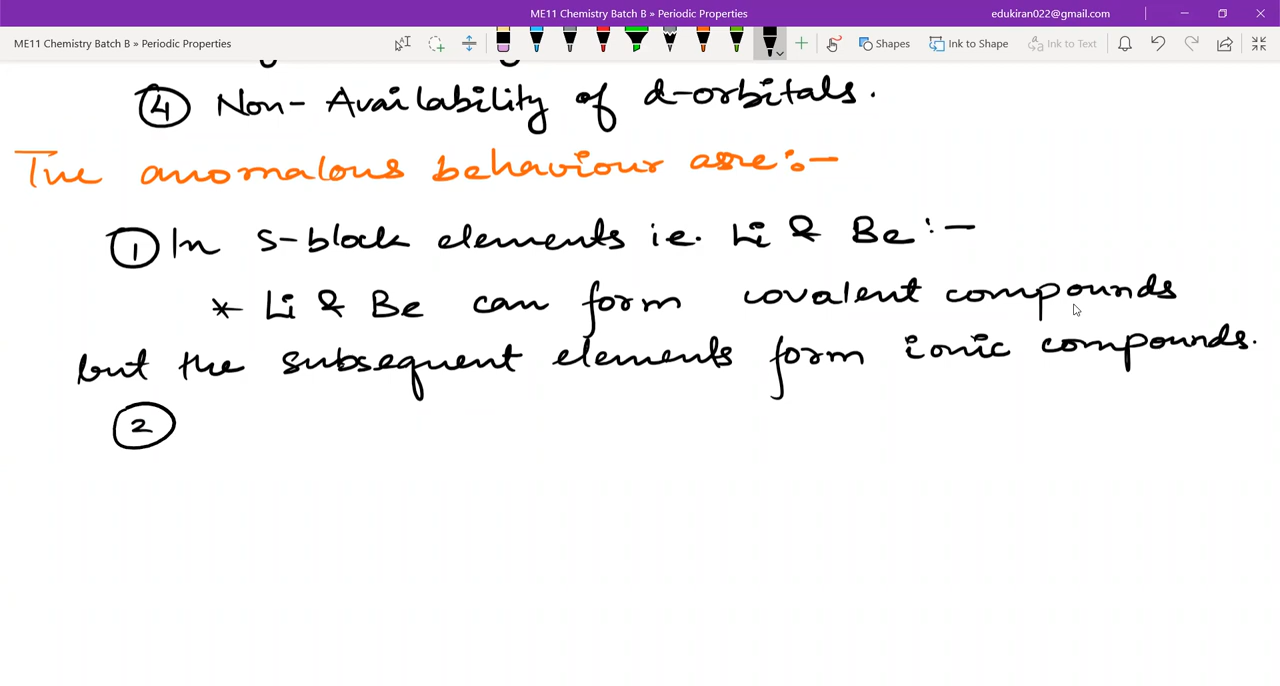 ME11 Chemistry Batch B » Periodic Properties
edukiran022@gmail.com
ME11 Chemistry Batch B » Periodic Properties
Shapes
Ink to Shape
Ink to Text
④ Non-Availability of d-orbitals.
The anomalous behaviour are:-
① In s-block elements i.e. Li & Be:-
* Li & Be can form covalent compounds
but the subsequent elements form ionic compounds.
②